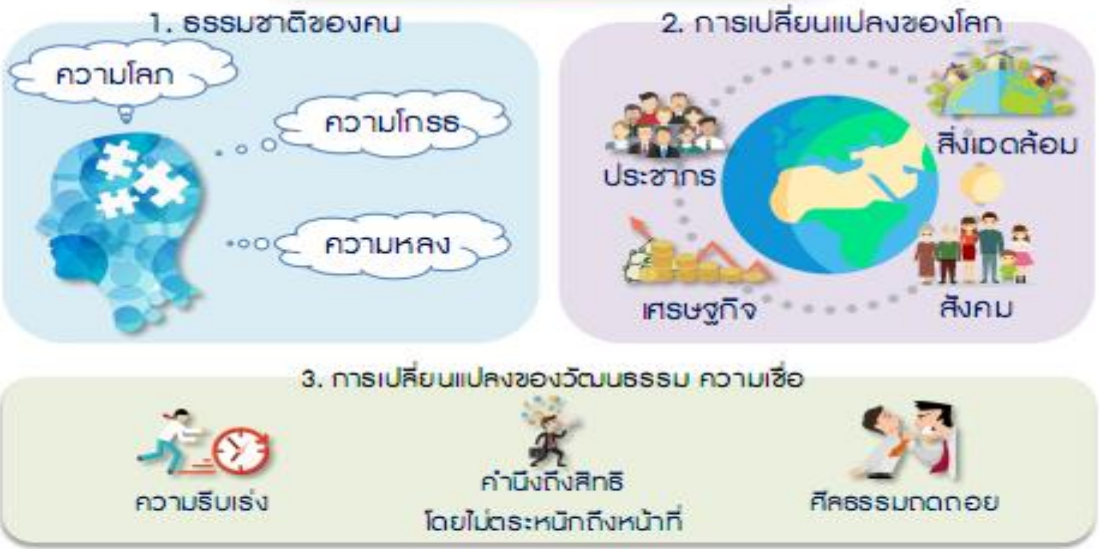 1. ธรรมชาติของคน
ความโลภ
ความโกรธ
ความหลง
2. การเปลี่ยนแปลงของโลก
ประชากร
สิ่งแวดล้อม
เศรษฐกิจ
สังคม
3. การเปลี่ยนแปลงของวัฒนธรรม ความเชื่อ
ความรีบเร่ง
คำนึงถึงสิทธิ
โดยไม่ตระหนักถึงหน้าที่
ศีลธรรมถดถอย